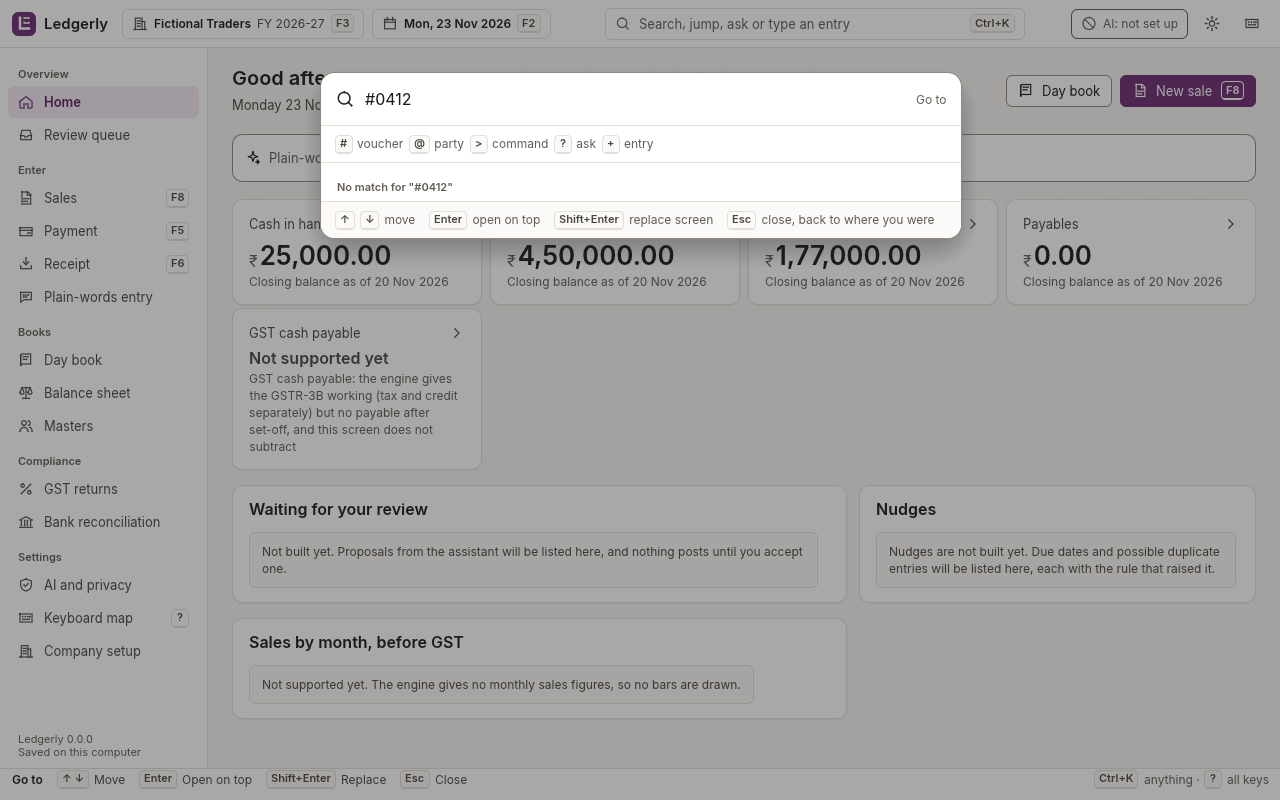 Ledgerly
Fictional Traders FY 2026-27 F3
Mon, 23 Nov 2026 F2
Search, jump, ask or type an entry Ctrl+K
AI: not set up
Overview
Home
Review queue
Enter
Sales F8
Payment F5
Receipt F6
Plain-words entry
Books
Day book
Balance sheet
Masters
Compliance
GST returns
Bank reconciliation
Settings
AI and privacy
Keyboard map ?
Company setup
Ledgerly 0.0.0
Saved on this computer
Good afte
Monday 23 No
Day book
New sale F8
#0412 Go to
# voucher @ party > command ? ask + entry
No match for "#0412"
↑ ↓ move Enter open on top Shift+Enter replace screen Esc close, back to where you were
Plain-wo
Cash in han
₹25,000.00
Closing balance as of 20 Nov 2026
₹4,50,000.00
Closing balance as of 20 Nov 2026
₹1,77,000.00
Closing balance as of 20 Nov 2026
Payables
₹0.00
Closing balance as of 20 Nov 2026
GST cash payable
Not supported yet
GST cash payable: the engine gives
the GSTR-3B working (tax and credit
separately) but no payable after
set-off, and this screen does not
subtract
Waiting for your review
Not built yet. Proposals from the assistant will be listed here, and nothing posts until you accept
one.
Nudges
Nudges are not built yet. Due dates and possible duplicate
entries will be listed here, each with the rule that raised it.
Sales by month, before GST
Not supported yet. The engine gives no monthly sales figures, so no bars are drawn.
Go to ↑↓ Move Enter Open on top Shift+Enter Replace Esc Close
Ctrl+K anything · ? all keys